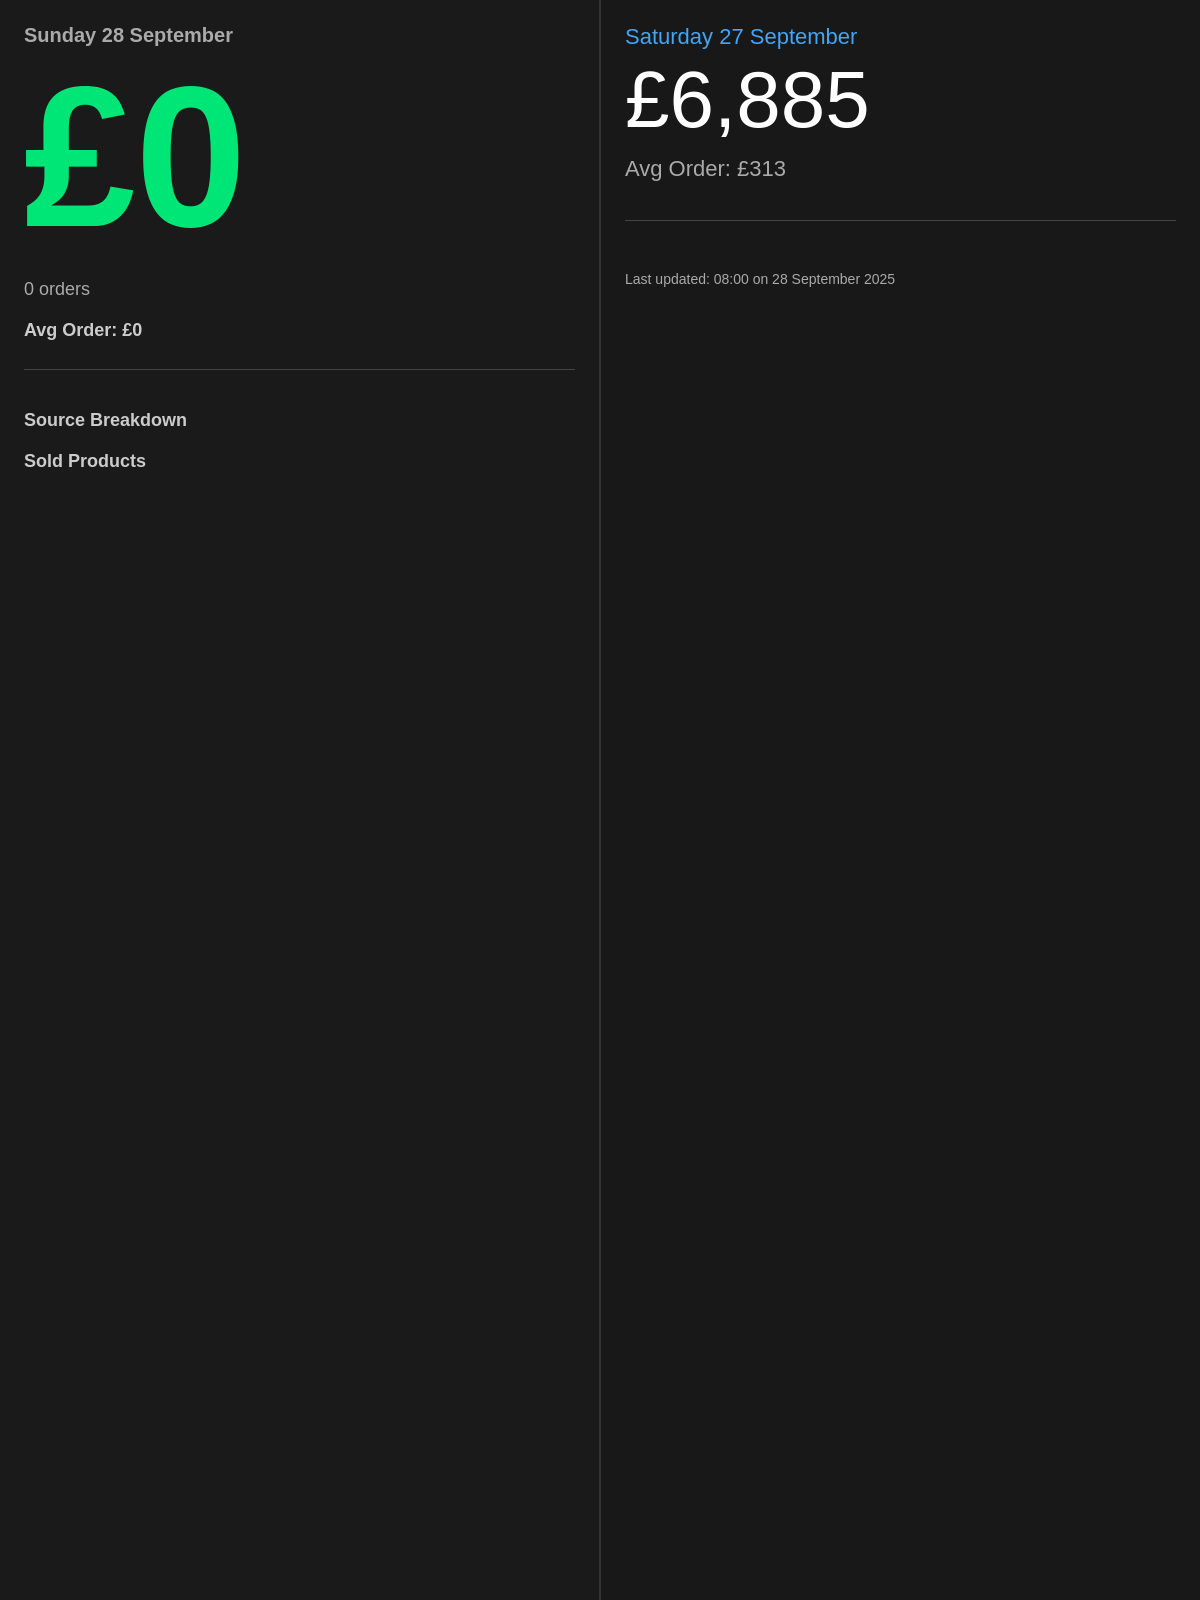 Sunday 28 September
£0
0 orders
Avg Order: £0
Source Breakdown
Sold Products
Saturday 27 September
£6,885
Avg Order: £313
Last updated: 08:00 on 28 September 2025